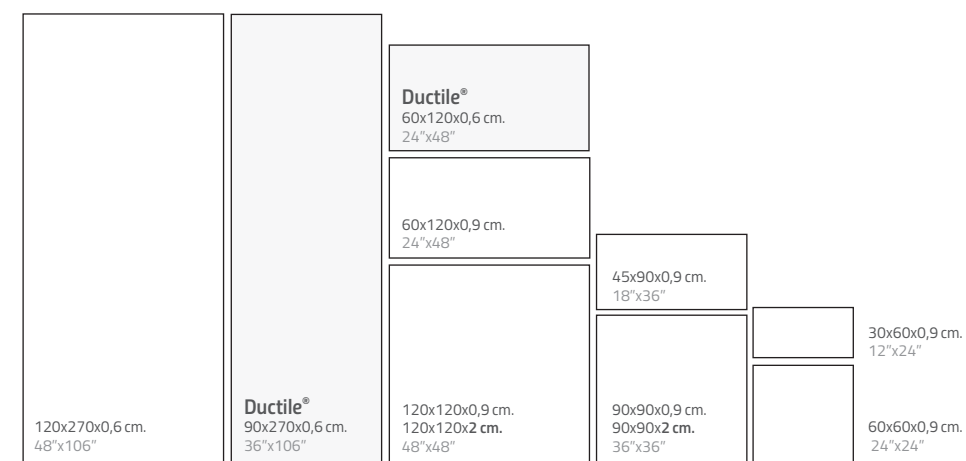 120x270x0,6 cm.
48”x106”
Ductile®
90x270x0,6 cm.
36”x106”
Ductile®
60x120x0,6 cm.
24”x48”
60x120x0,9 cm.
24”x48”
120x120x0,9 cm.
120x120x2 cm.
48”x48”
45x90x0,9 cm.
18”x36”
90x90x0,9 cm.
90x90x2 cm.
36”x36”
30x60x0,9 cm.
12”x24”
60x60x0,9 cm.
24”x24”